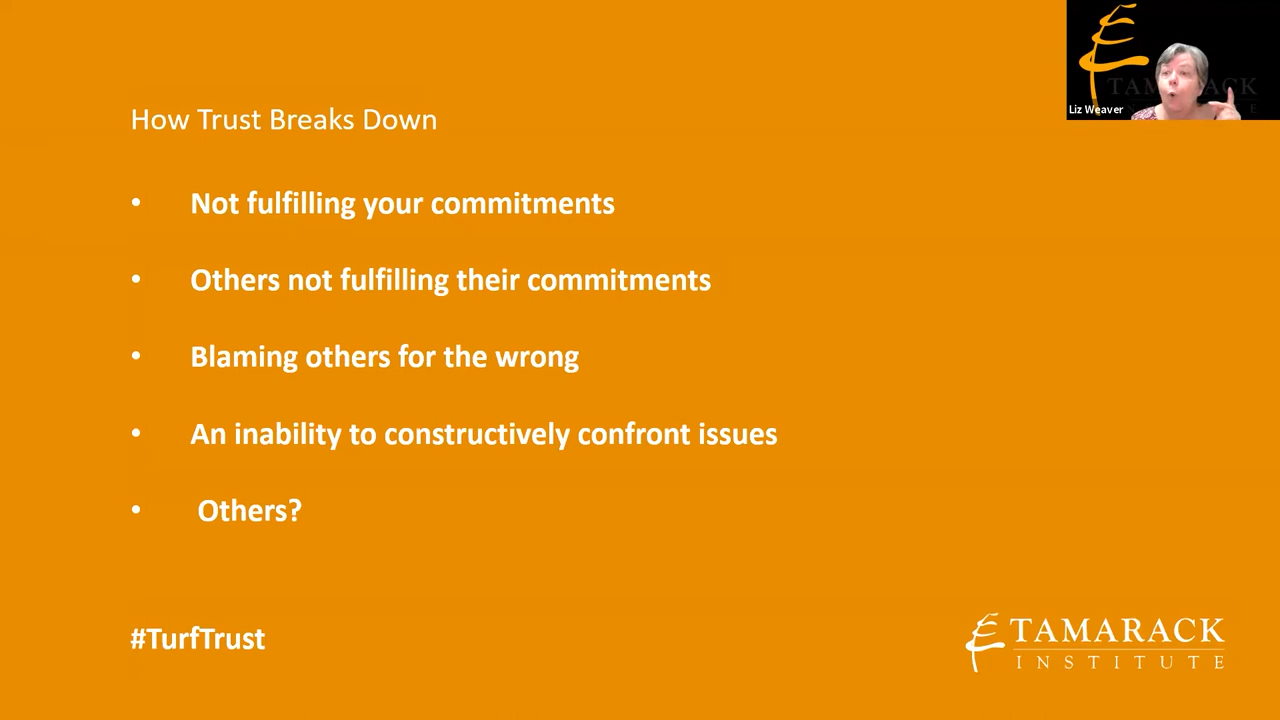 How Trust Breaks Down
• Not fulfilling your commitments
• Others not fulfilling their commitments
• Blaming others for the wrong
• An inability to constructively confront issues
• Others?
#TurfTrust
TAMARACK
INSTITUTE
Liz Weaver